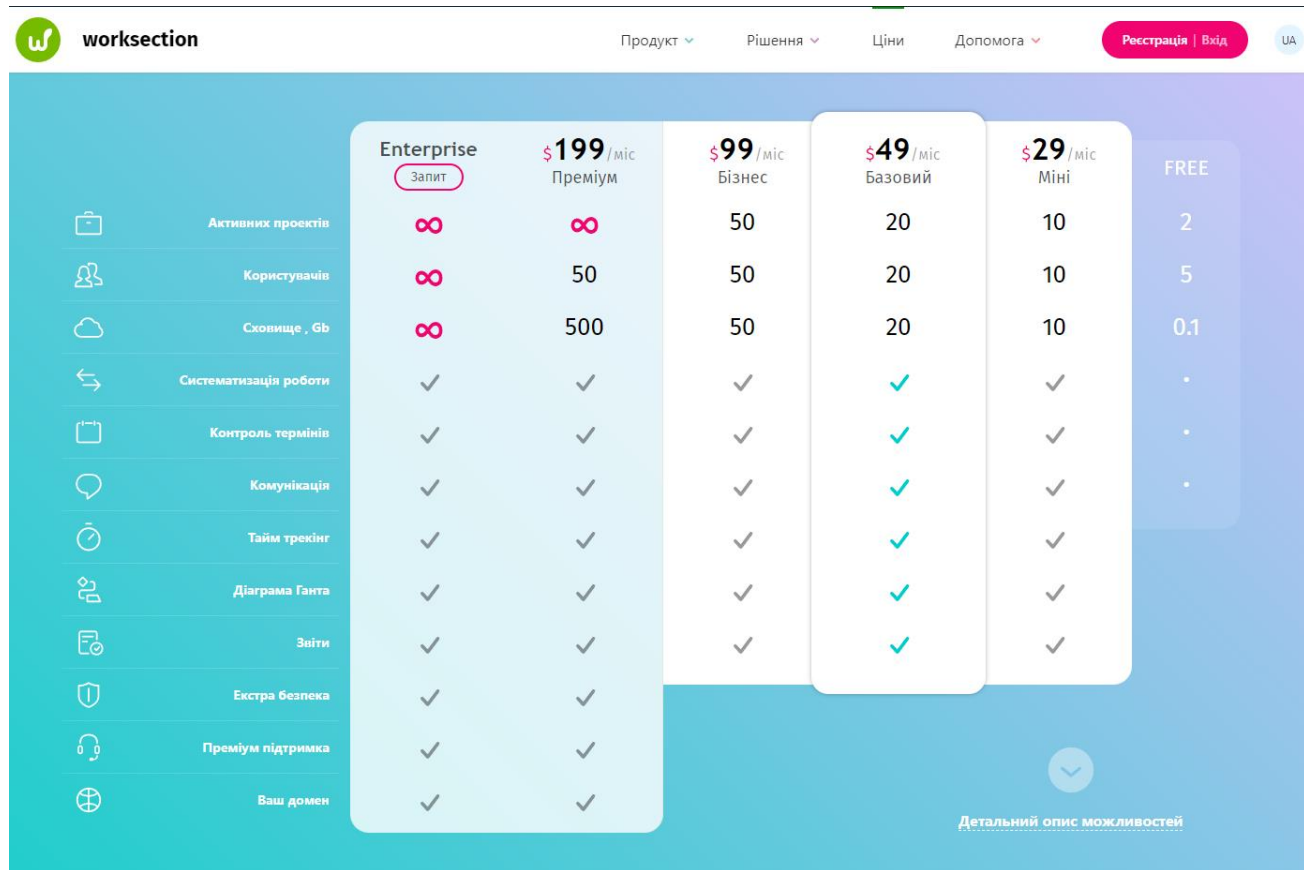 worksection
Продукт Рішення Ціни Допомога Реєстрація | Вхід UA
Enterprise $199/міс $99/міс $49/міс $29/міс FREE
Запит Преміум Бізнес Базовий Міні
Активних проектів ∞ ∞ 50 20 10 2
Користувачів ∞ 50 50 20 10 5
Сховище , Gb ∞ 500 50 20 10 0.1
Систематизація роботи
Контроль термінів
Комунікація
Тайм трекінг
Діаграма Ганта
Звіти
Екстра безпека
Преміум підтримка
Ваш домен
Детальний опис можливостей